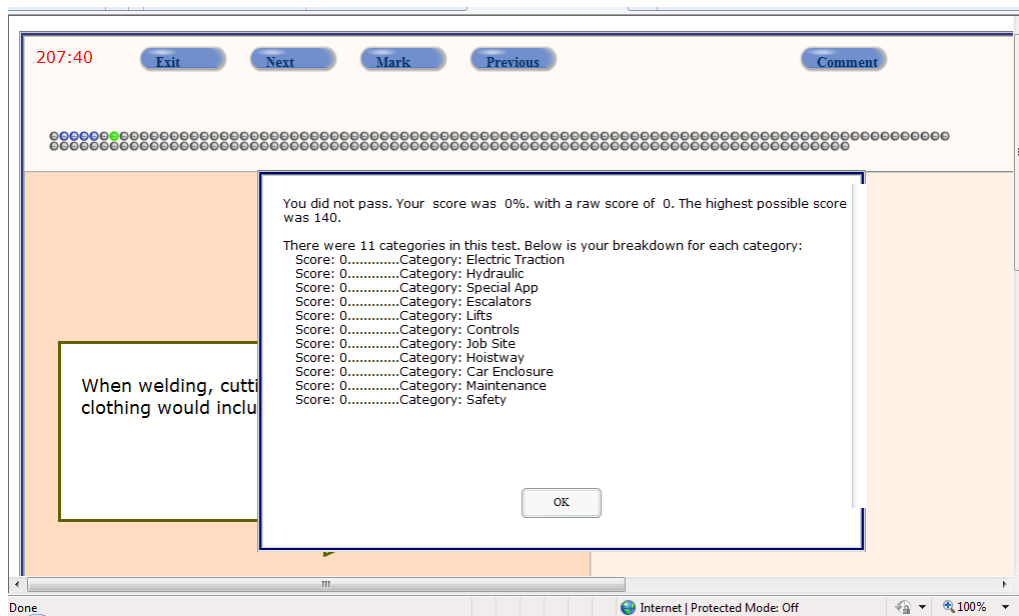 207:40
Exit
Next
Mark
Previous
Comment
You did not pass. Your score was 0%. with a raw score of 0. The highest possible score
was 140.
There were 11 categories in this test. Below is your breakdown for each category:
Score: 0............Category: Electric Traction
Score: 0............Category: Hydraulic
Score: 0............Category: Special App
Score: 0............Category: Escalators
Score: 0............Category: Lifts
Score: 0............Category: Controls
Score: 0............Category: Job Site
Score: 0............Category: Hoistway
Score: 0............Category: Car Enclosure
Score: 0............Category: Maintenance
Score: 0............Category: Safety
When welding, cutti
clothing would inclu
OK
Done
Internet | Protected Mode: Off
100%